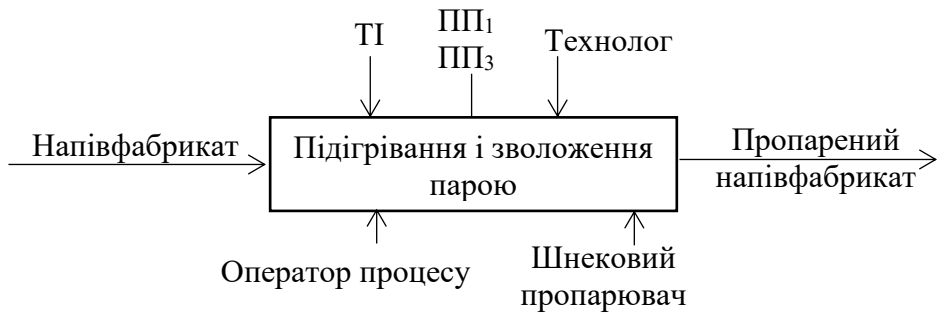 ТІ
ПП₁
ПП₃
Технолог
Напівфабрикат
Підігрівання і зволоження
парою
Пропарений
напівфабрикат
Оператор процесу
Шнековий
пропарювач